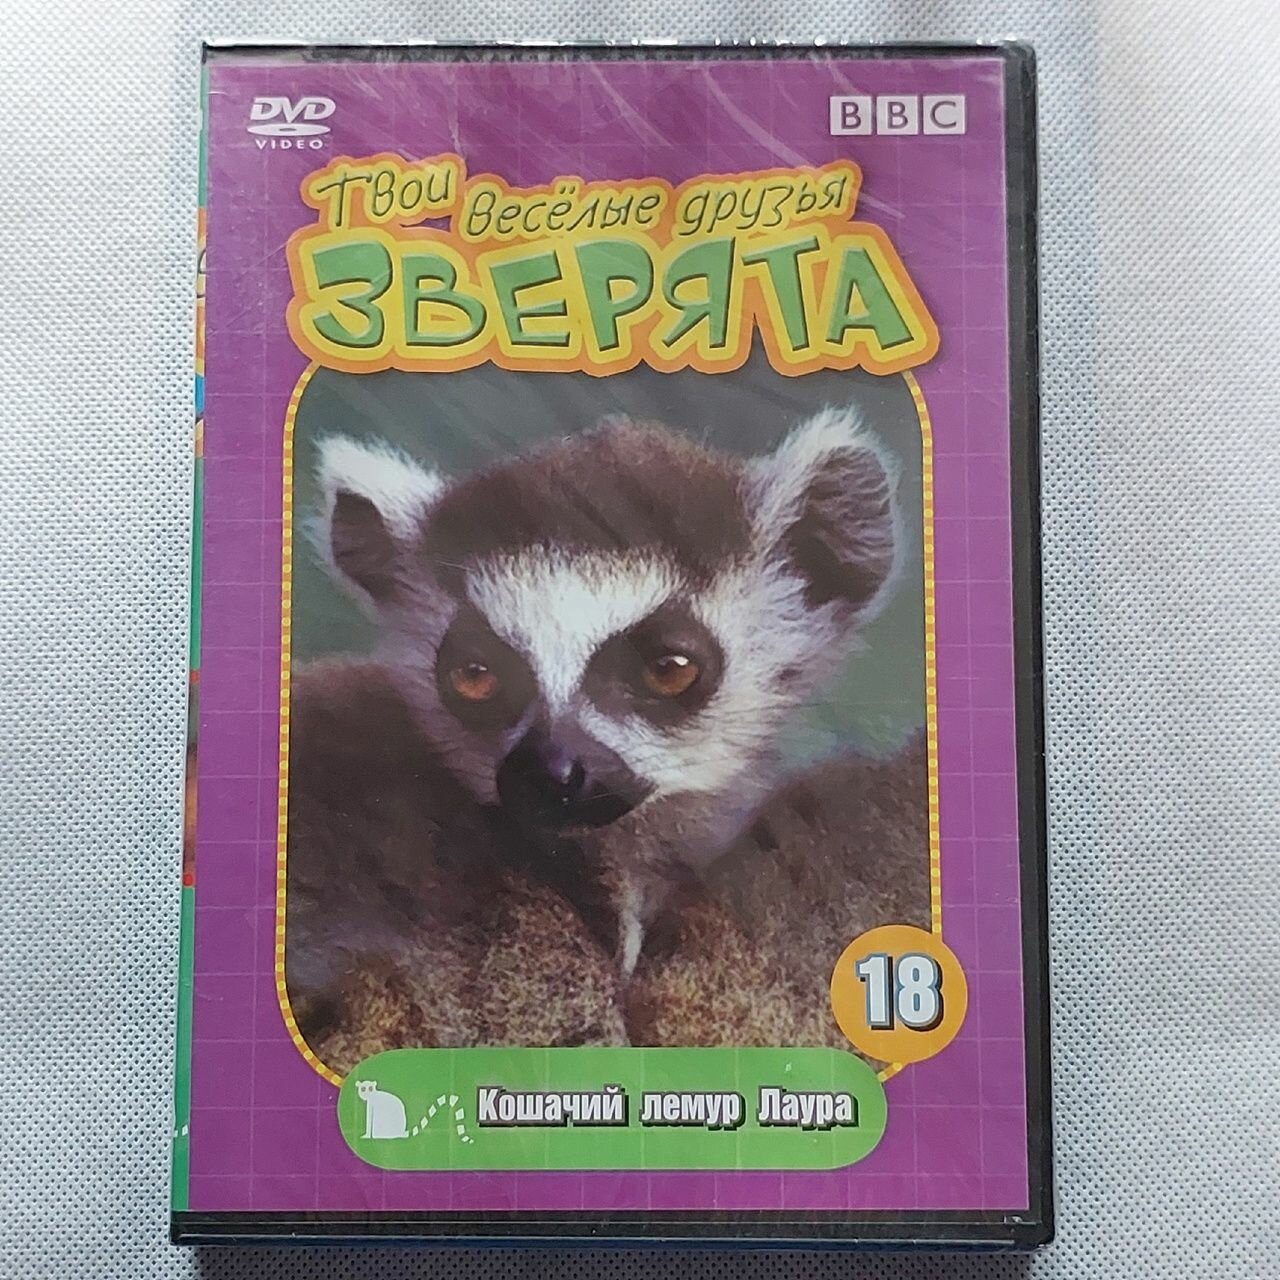 DVD
VIDEO
BBC
Твои весёлые друзья
ЗВЕРЯТА
18
Кошачий лемур Лаура